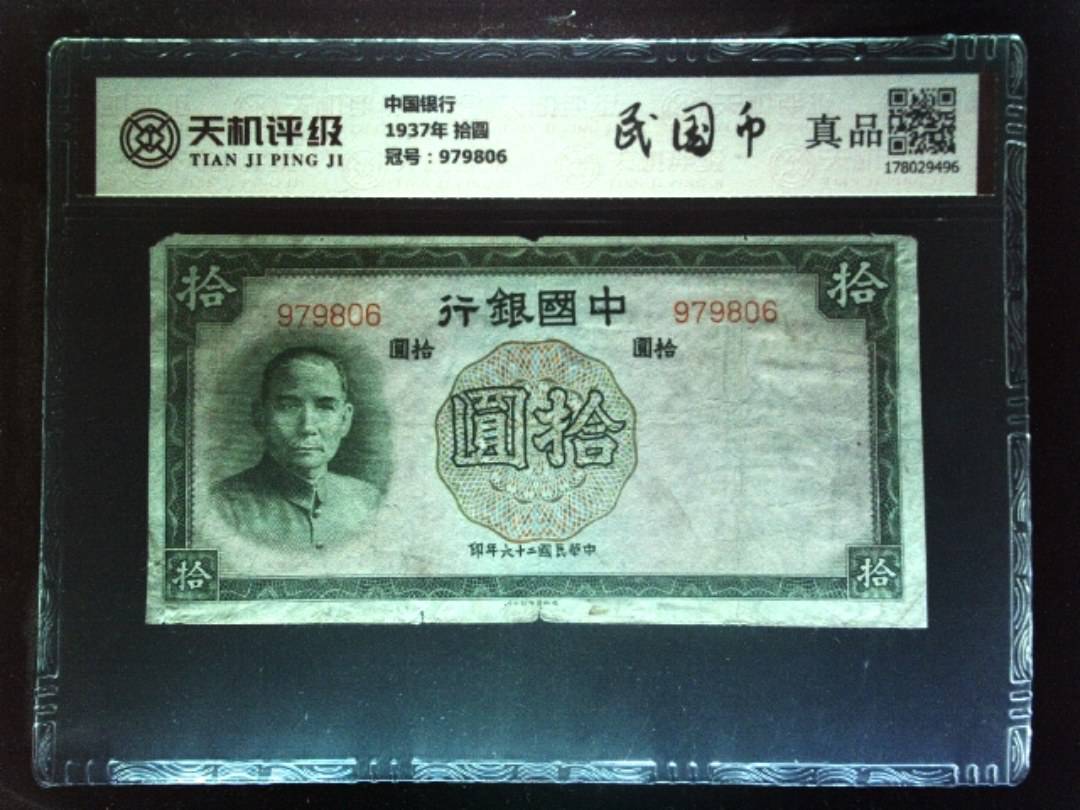 天机评级
TIAN JI PING JI
中国银行
1937年 拾圆
冠号：979806
民国币
真品
178029496
拾
拾
979806
行銀國中
979806
圓拾
圓拾
圓拾
印年六十二國民華中
拾
拾